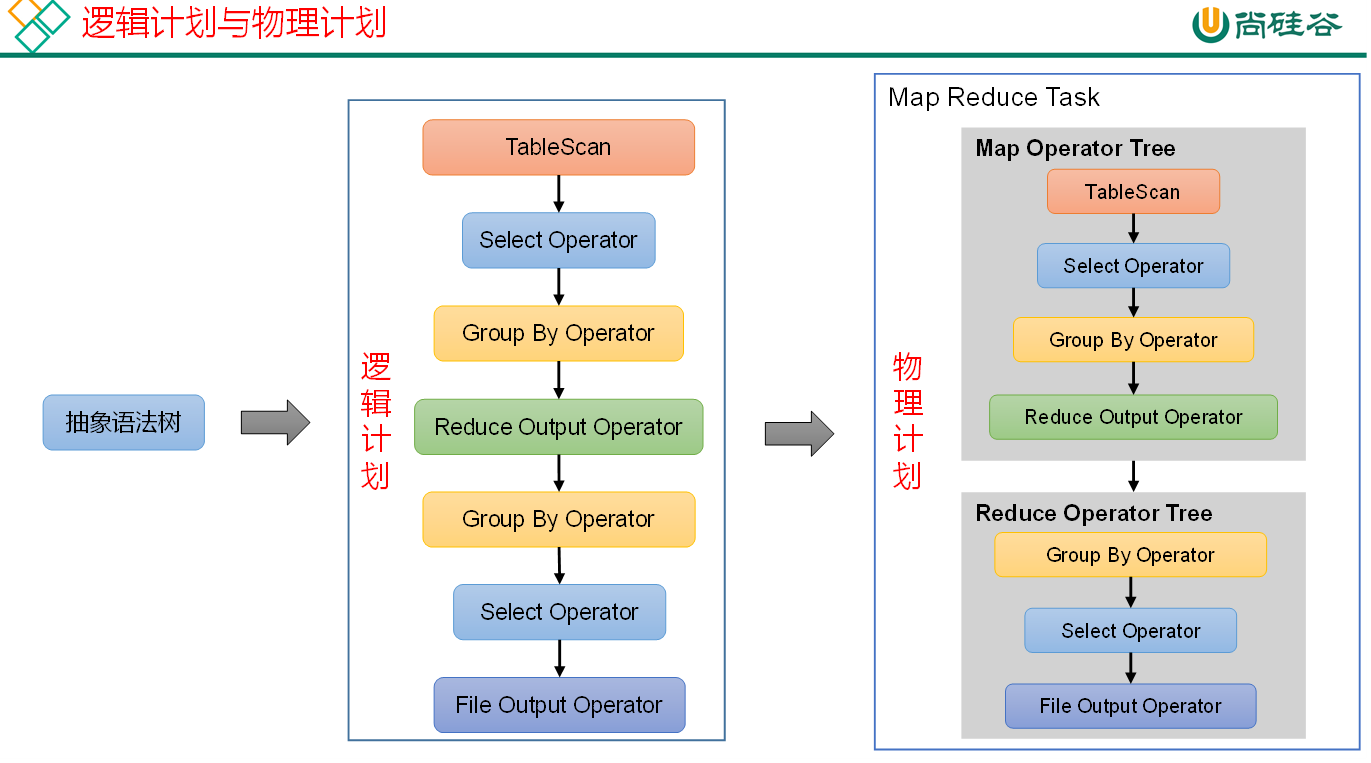 逻辑计划与物理计划
尚硅谷
抽象语法树
逻辑计划
TableScan
Select Operator
Group By Operator
Reduce Output Operator
Group By Operator
Select Operator
File Output Operator
物理计划
Map Reduce Task
Map Operator Tree
TableScan
Select Operator
Group By Operator
Reduce Output Operator
Reduce Operator Tree
Group By Operator
Select Operator
File Output Operator